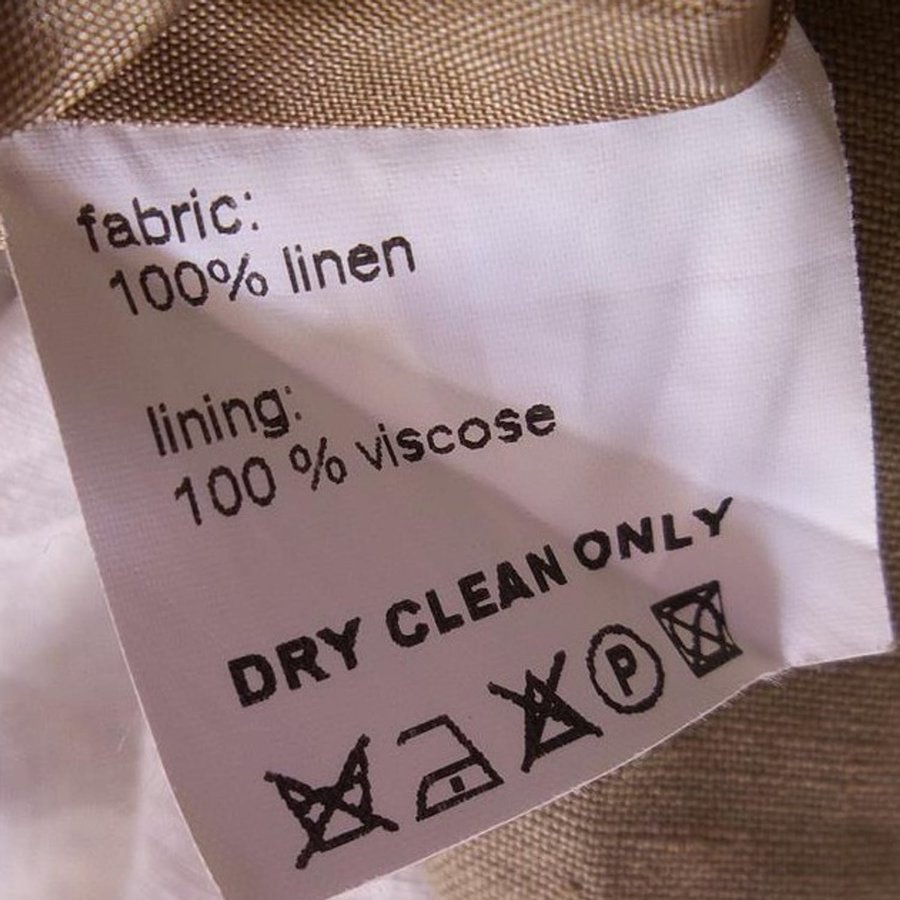 fabric:
100% linen
lining:
100 % viscose
DRY CLEAN ONLY
P